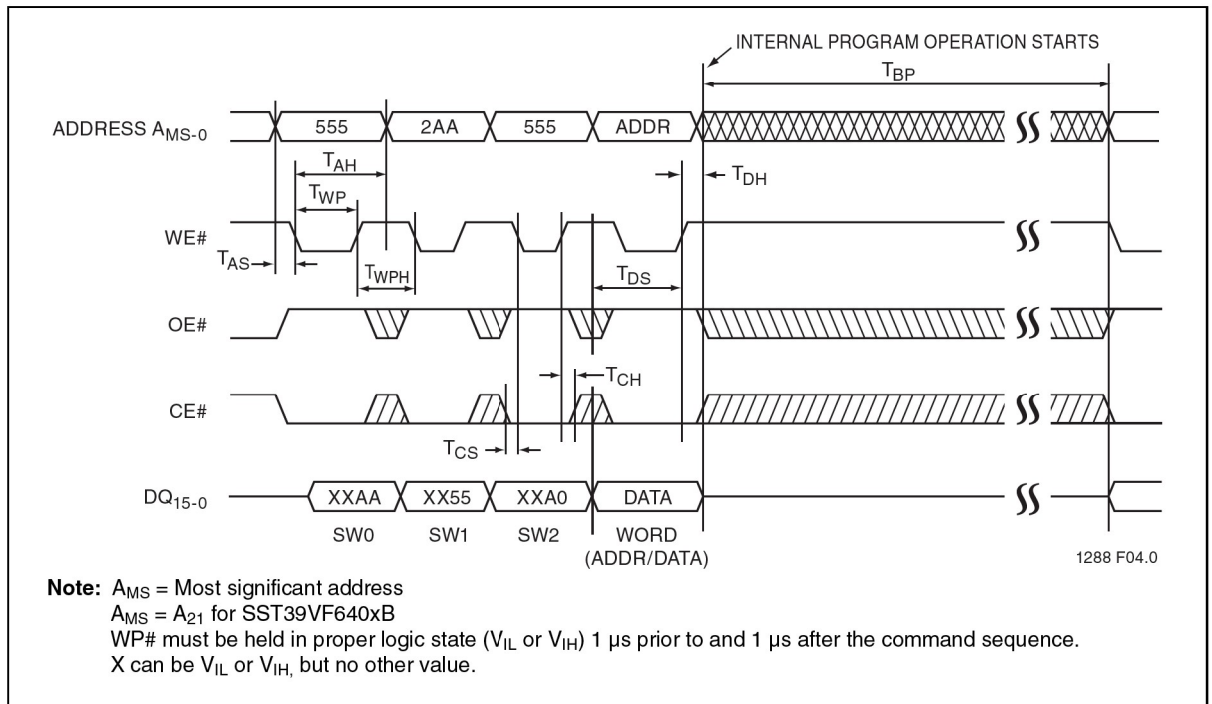 INTERNAL PROGRAM OPERATION STARTS
TBP
ADDRESS AMS-0
555
2AA
555
ADDR
TAH
TDH
TWP
WE#
TAS
TWPH
TDS
OE#
TCH
CE#
TCS
DQ15-0
XXAA
XX55
XXA0
DATA
SW0
SW1
SW2
WORD
(ADDR/DATA)
1288 F04.0
Note: AMS = Most significant address
AMS = A21 for SST39VF640xB
WP# must be held in proper logic state (VIL or VIH) 1 µs prior to and 1 µs after the command sequence.
X can be VIL or VIH, but no other value.